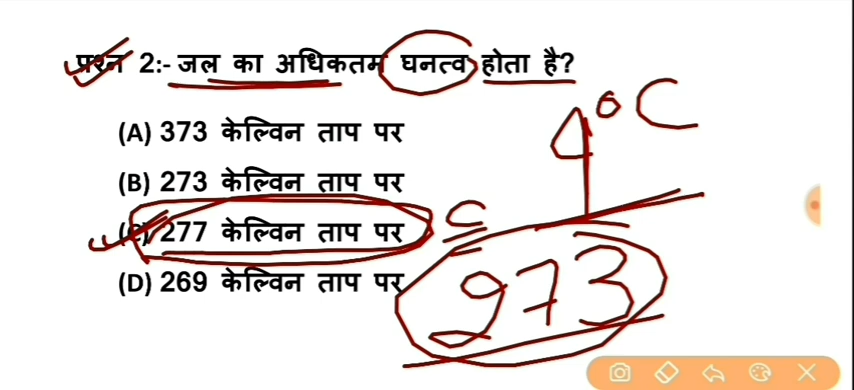 प्रश्न 2:- जल का अधिकतम घनत्व होता है?
4°C
(A) 373 केल्विन ताप पर
(B) 273 केल्विन ताप पर
(C) 277 केल्विन ताप पर C
273
(D) 269 केल्विन ताप पर